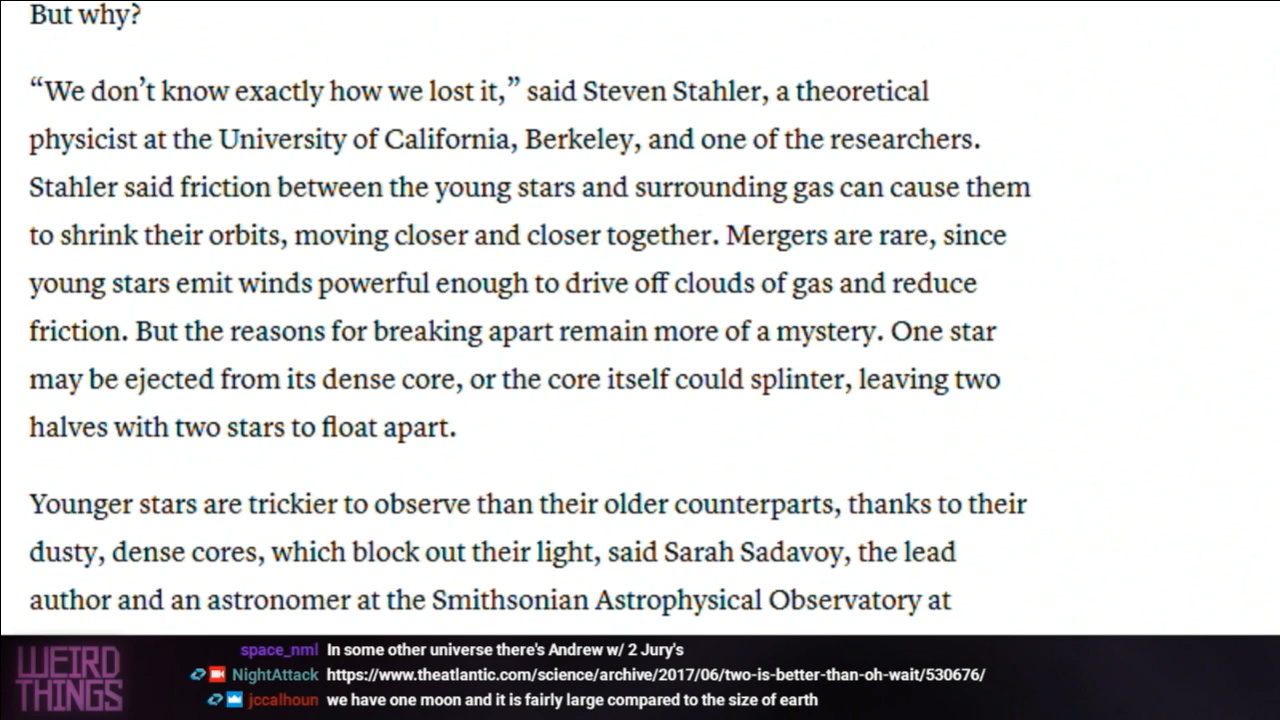 But why?
“We don’t know exactly how we lost it,” said Steven Stahler, a theoretical
physicist at the University of California, Berkeley, and one of the researchers.
Stahler said friction between the young stars and surrounding gas can cause them
to shrink their orbits, moving closer and closer together. Mergers are rare, since
young stars emit winds powerful enough to drive off clouds of gas and reduce
friction. But the reasons for breaking apart remain more of a mystery. One star
may be ejected from its dense core, or the core itself could splinter, leaving two
halves with two stars to float apart.
Younger stars are trickier to observe than their older counterparts, thanks to their
dusty, dense cores, which block out their light, said Sarah Sadavoy, the lead
author and an astronomer at the Smithsonian Astrophysical Observatory at
WEIRD
THINGS
space_nml In some other universe there's Andrew w/ 2 Jury's
NightAttack https://www.theatlantic.com/science/archive/2017/06/two-is-better-than-oh-wait/530676/
jccalhoun we have one moon and it is fairly large compared to the size of earth